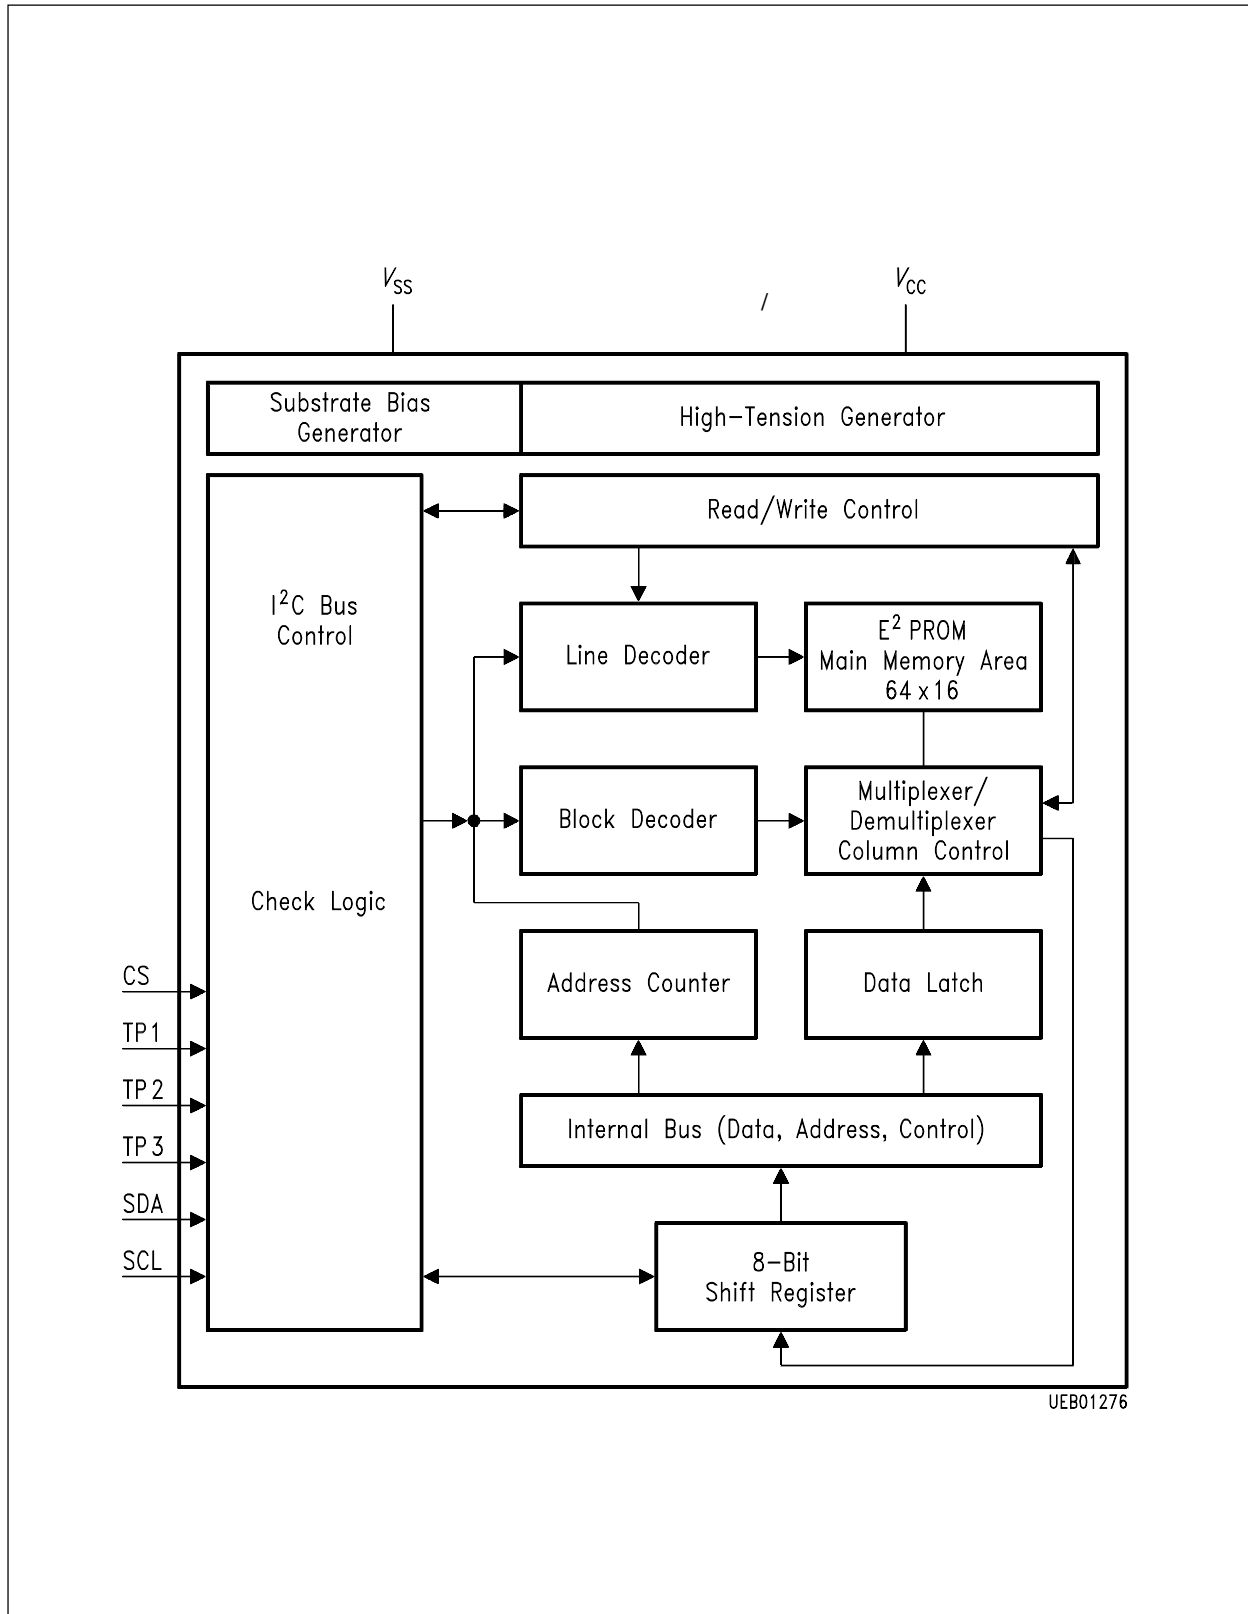 V_SS
/
V_CC
Substrate Bias
Generator
High-Tension Generator
Read/Write Control
I²C Bus
Control
Line Decoder
E² PROM
Main Memory Area
64 x 16
Block Decoder
Multiplexer/
Demultiplexer
Column Control
Check Logic
CS
TP1
TP2
TP3
SDA
SCL
Address Counter
Data Latch
Internal Bus (Data, Address, Control)
8-Bit
Shift Register
UEB01276